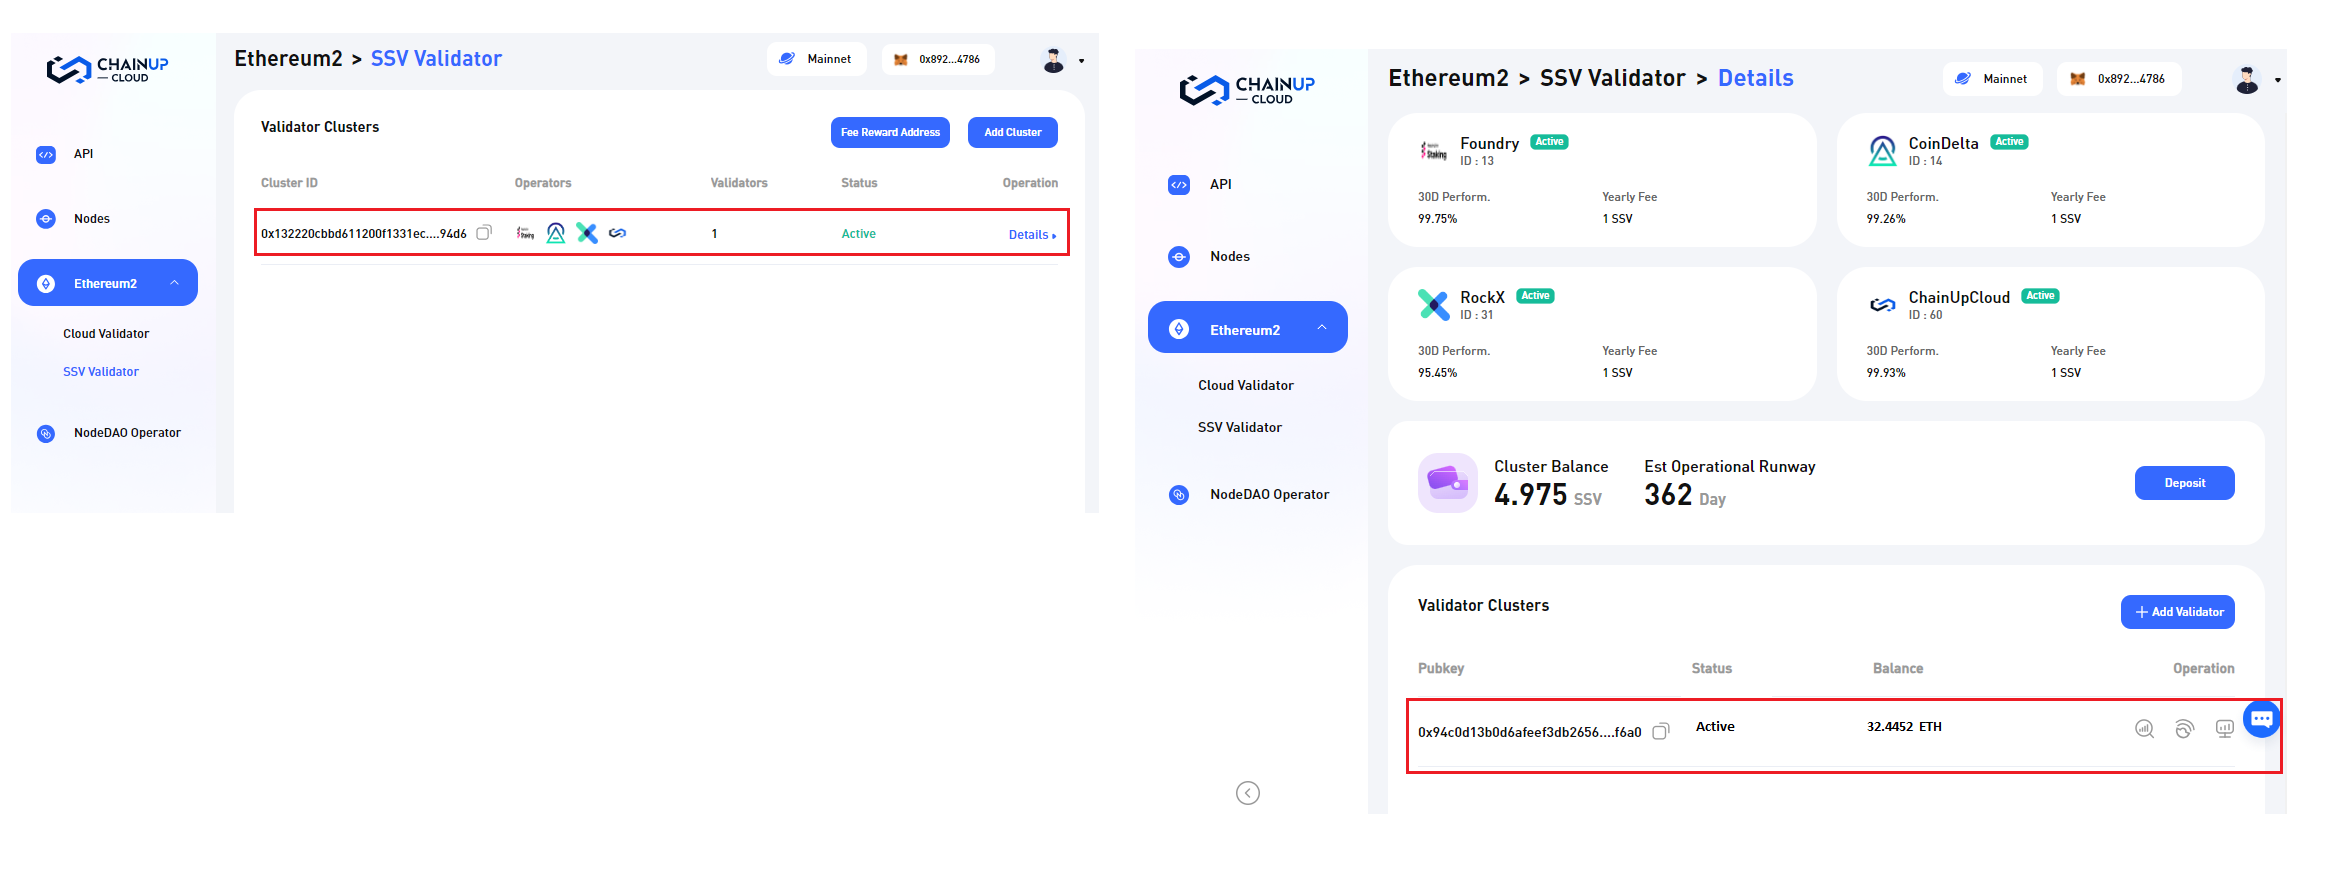 CHAINUP
CLOUD
API
Nodes
Ethereum2
Cloud Validator
SSV Validator
NodeDAO Operator
Ethereum2 > SSV Validator
Mainnet
0x892...4786
Validator Clusters
Fee Reward Address
Add Cluster
Cluster ID Operators Validators Status Operation
0x132220cbbd611200f1331ec....94d6 Staking 1 Active Details
CHAINUP
CLOUD
API
Nodes
Ethereum2
Cloud Validator
SSV Validator
NodeDAO Operator
Ethereum2 > SSV Validator > Details
Mainnet
0x892...4786
Staking
Foundry Active
ID : 13
30D Perform. Yearly Fee
99.75% 1 SSV
CoinDelta Active
ID : 14
30D Perform. Yearly Fee
99.26% 1 SSV
RockX Active
ID : 31
30D Perform. Yearly Fee
95.45% 1 SSV
ChainUpCloud Active
ID : 60
30D Perform. Yearly Fee
99.93% 1 SSV
Cluster Balance Est Operational Runway
4.975 SSV 362 Day
Deposit
Validator Clusters
+ Add Validator
Pubkey Status Balance Operation
0x94c0d13b0d6afeef3db2656....f6a0 Active 32.4452 ETH